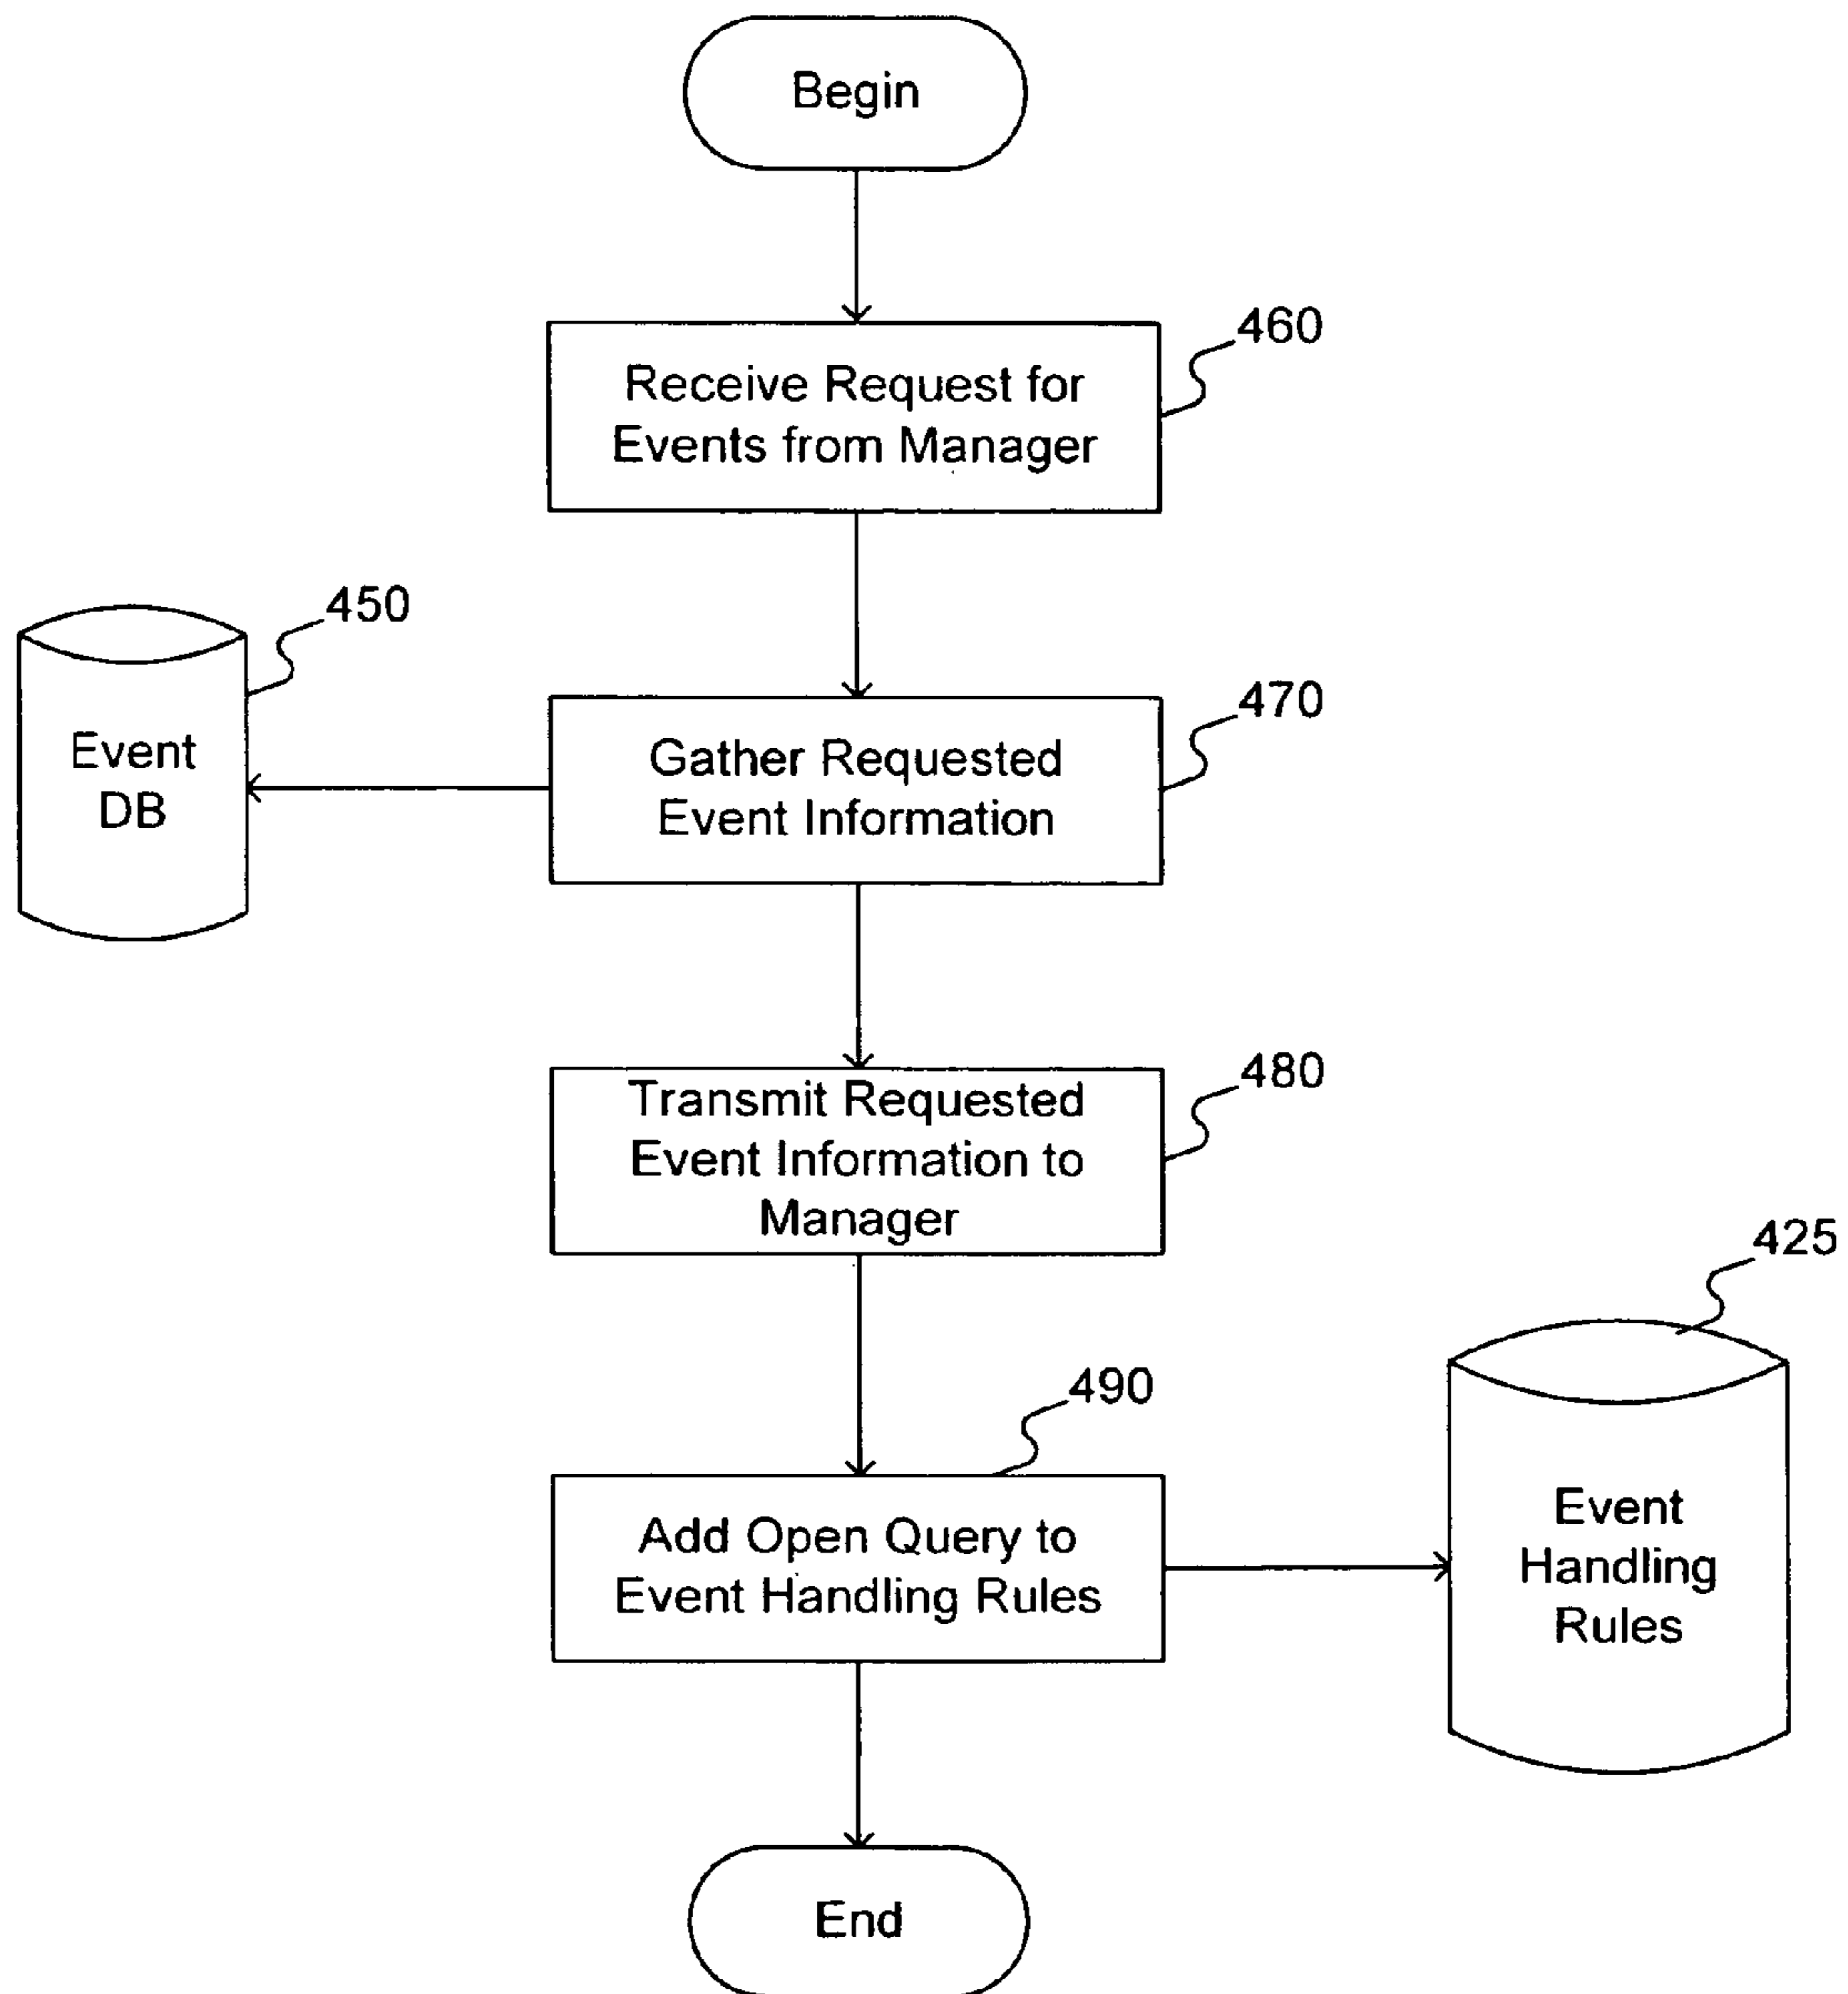 Begin
460
Receive Request for
Events from Manager
450
Event
DB
470
Gather Requested
Event Information
480
Transmit Requested
Event Information to
Manager
425
Event
Handling
Rules
490
Add Open Query to
Event Handling Rules
End